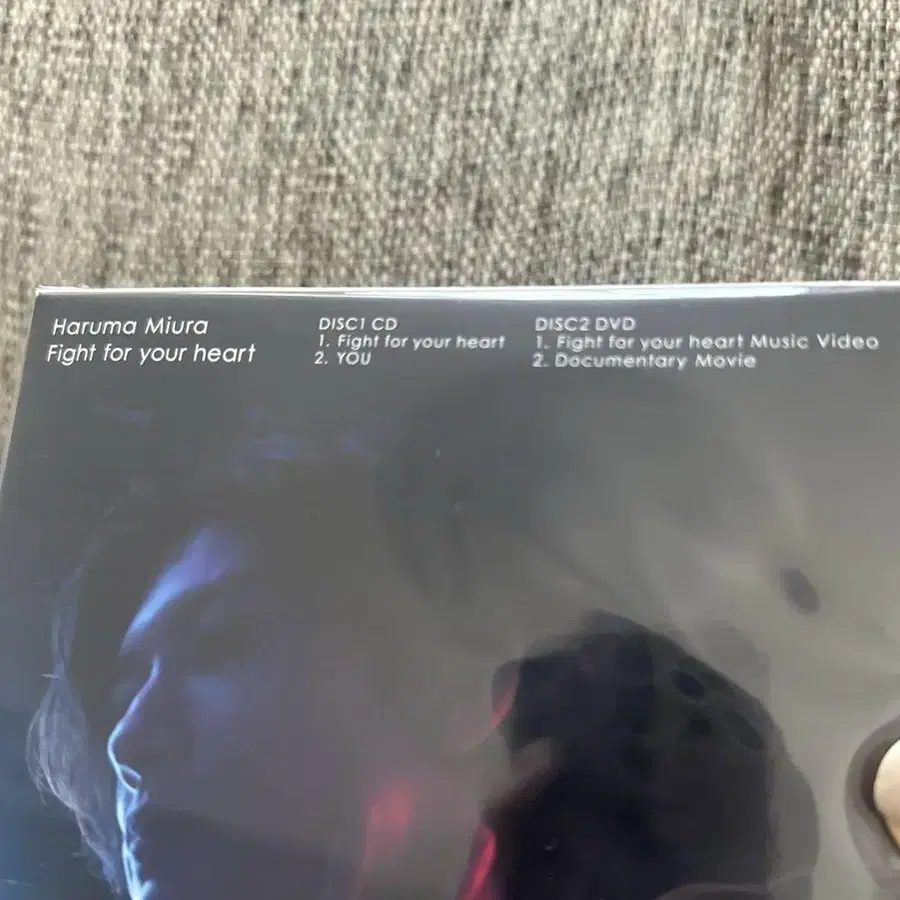 Haruma Miura
Fight for your heart
DISC1 CD
1. Fight for your heart
2. YOU
DISC2 DVD
1. Fight for your heart Music Video
2. Documentary Movie